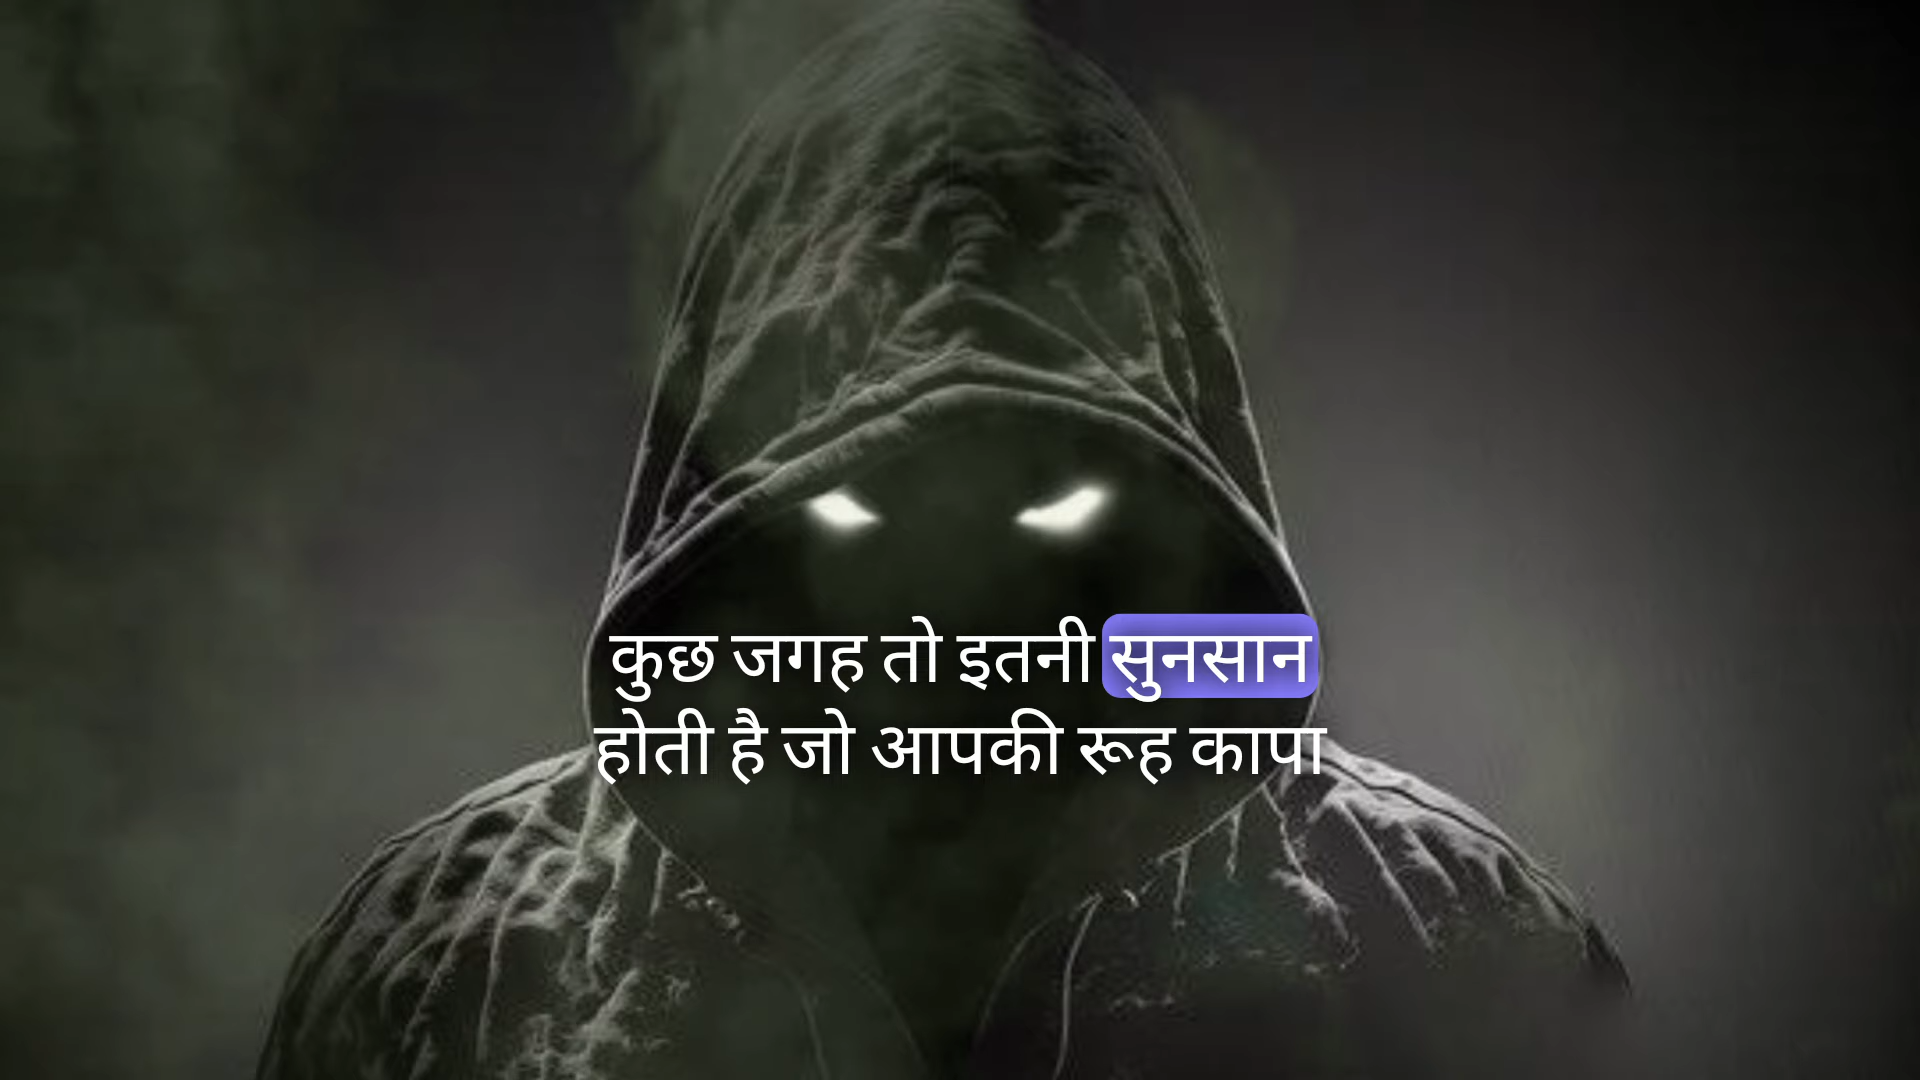 कुछ जगह तो इतनी सुनसान
होती है जो आपकी रूह कापा